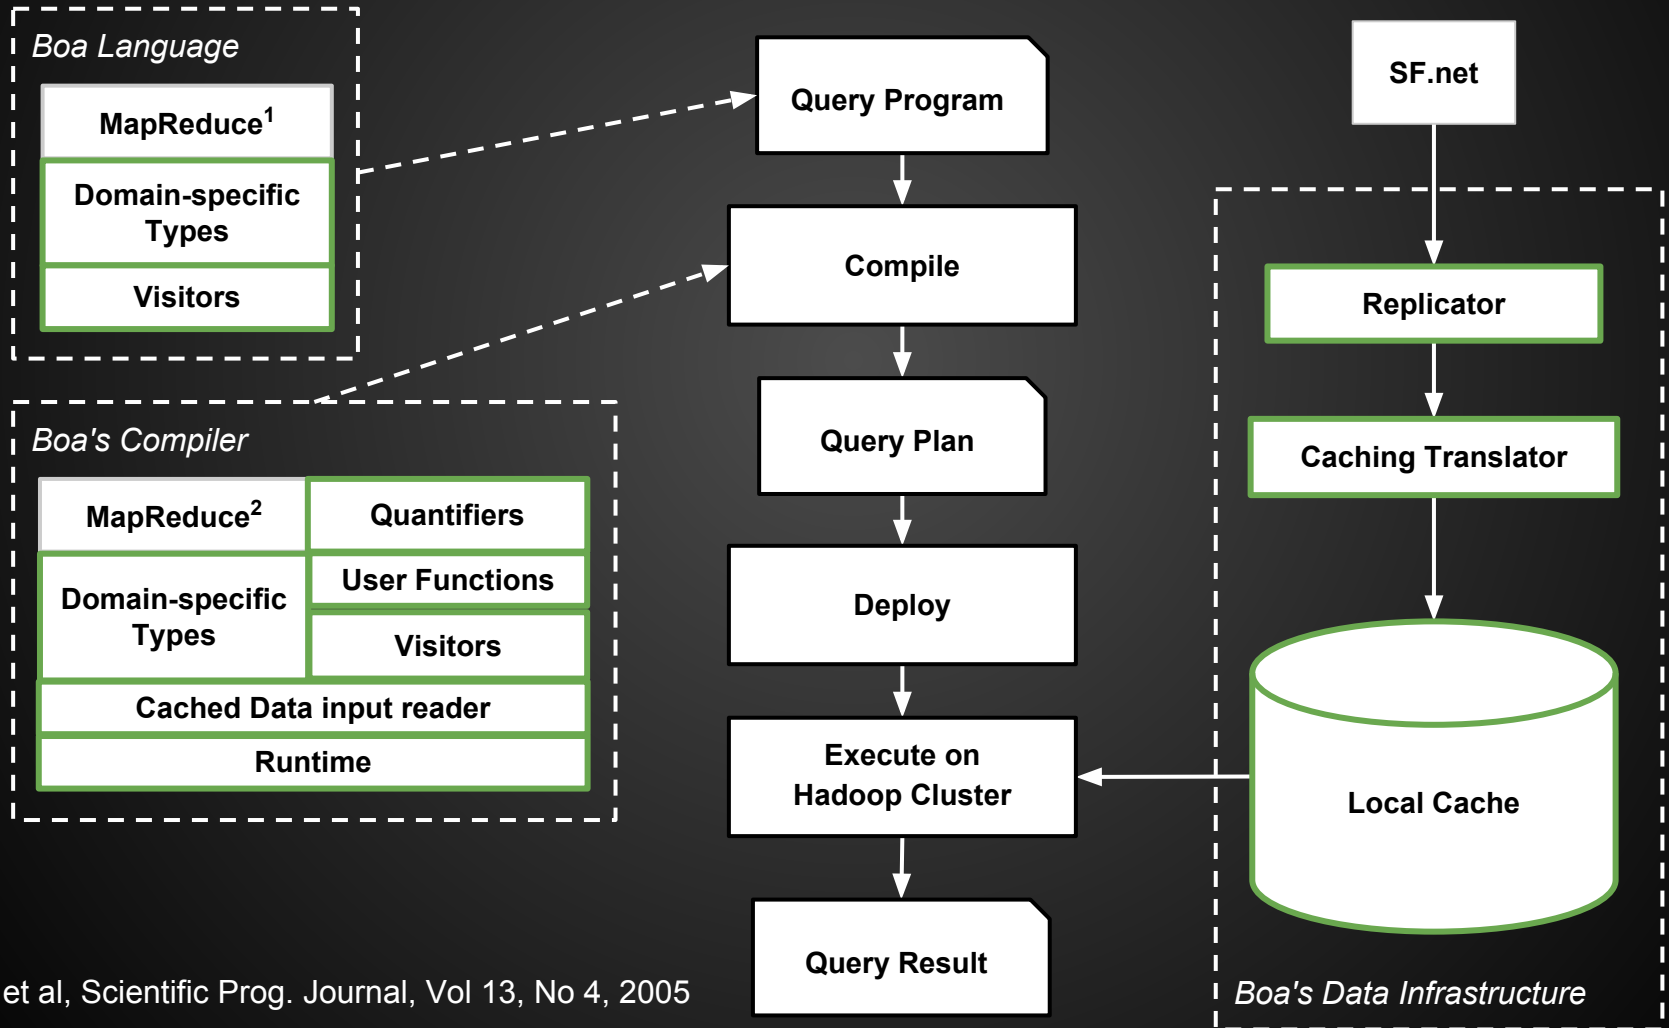 Boa Language
MapReduce¹
Domain-specific
Types
Visitors
Boa's Compiler
MapReduce²
Quantifiers
Domain-specific
Types
User Functions
Visitors
Cached Data input reader
Runtime
Query Program
Compile
Query Plan
Deploy
Execute on
Hadoop Cluster
Query Result
SF.net
Replicator
Caching Translator
Local Cache
Boa's Data Infrastructure
et al, Scientific Prog. Journal, Vol 13, No 4, 2005